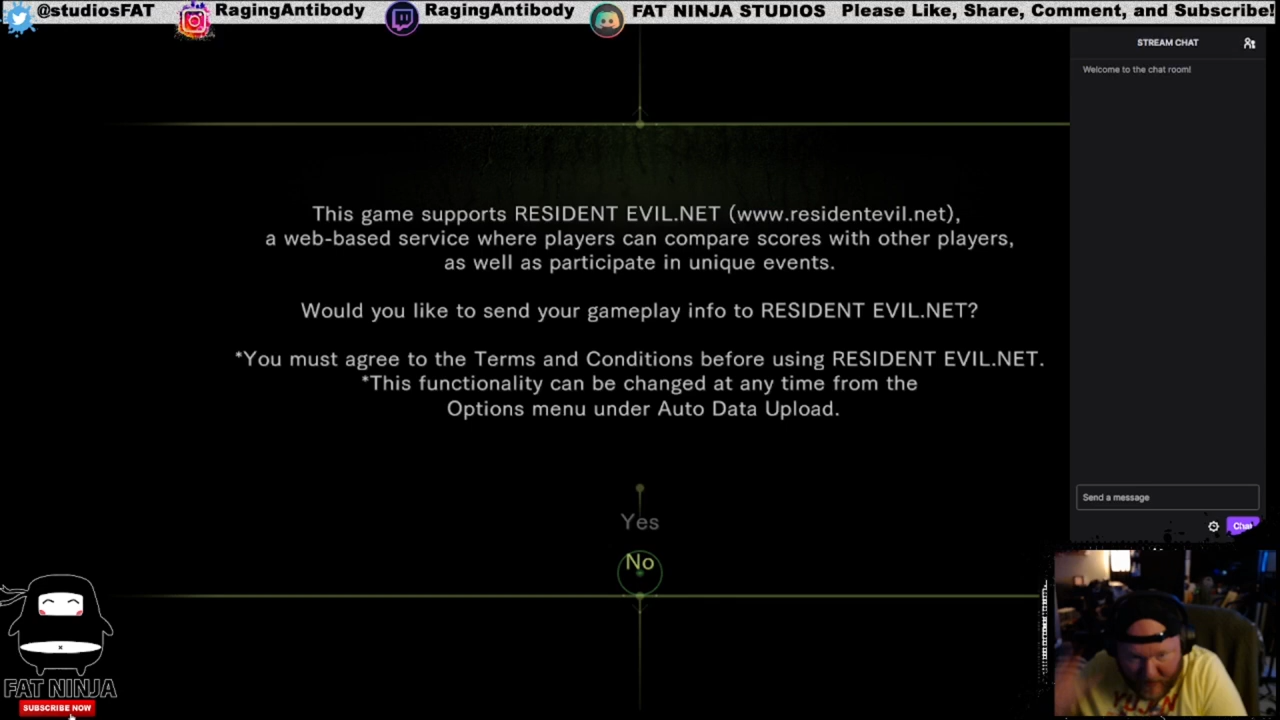 @studiosFAT
RagingAntibody
RagingAntibody
FAT NINJA STUDIOS
Please Like, Share, Comment, and Subscribe!
STREAM CHAT
Welcome to the chat room!
This game supports RESIDENT EVIL.NET (www.residentevil.net),
a web-based service where players can compare scores with other players,
as well as participate in unique events.
Would you like to send your gameplay info to RESIDENT EVIL.NET?
*You must agree to the Terms and Conditions before using RESIDENT EVIL.NET.
*This functionality can be changed at any time from the
Options menu under Auto Data Upload.
Yes
No
Send a message
Chat
FAT NINJA
SUBSCRIBE NOW